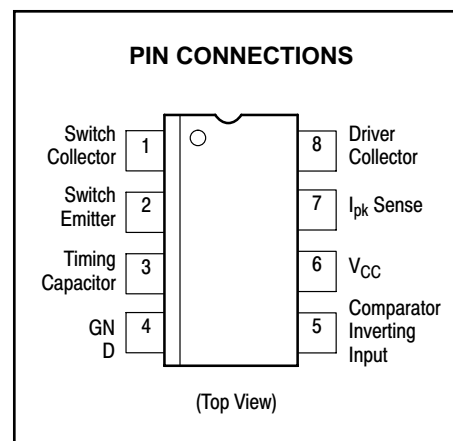 PIN CONNECTIONS
Switch
Collector
1
8
Driver
Collector
Switch
Emitter
2
7
Ipk Sense
Timing
Capacitor
3
6
VCC
GN
D
4
5
Comparator
Inverting
Input
(Top View)